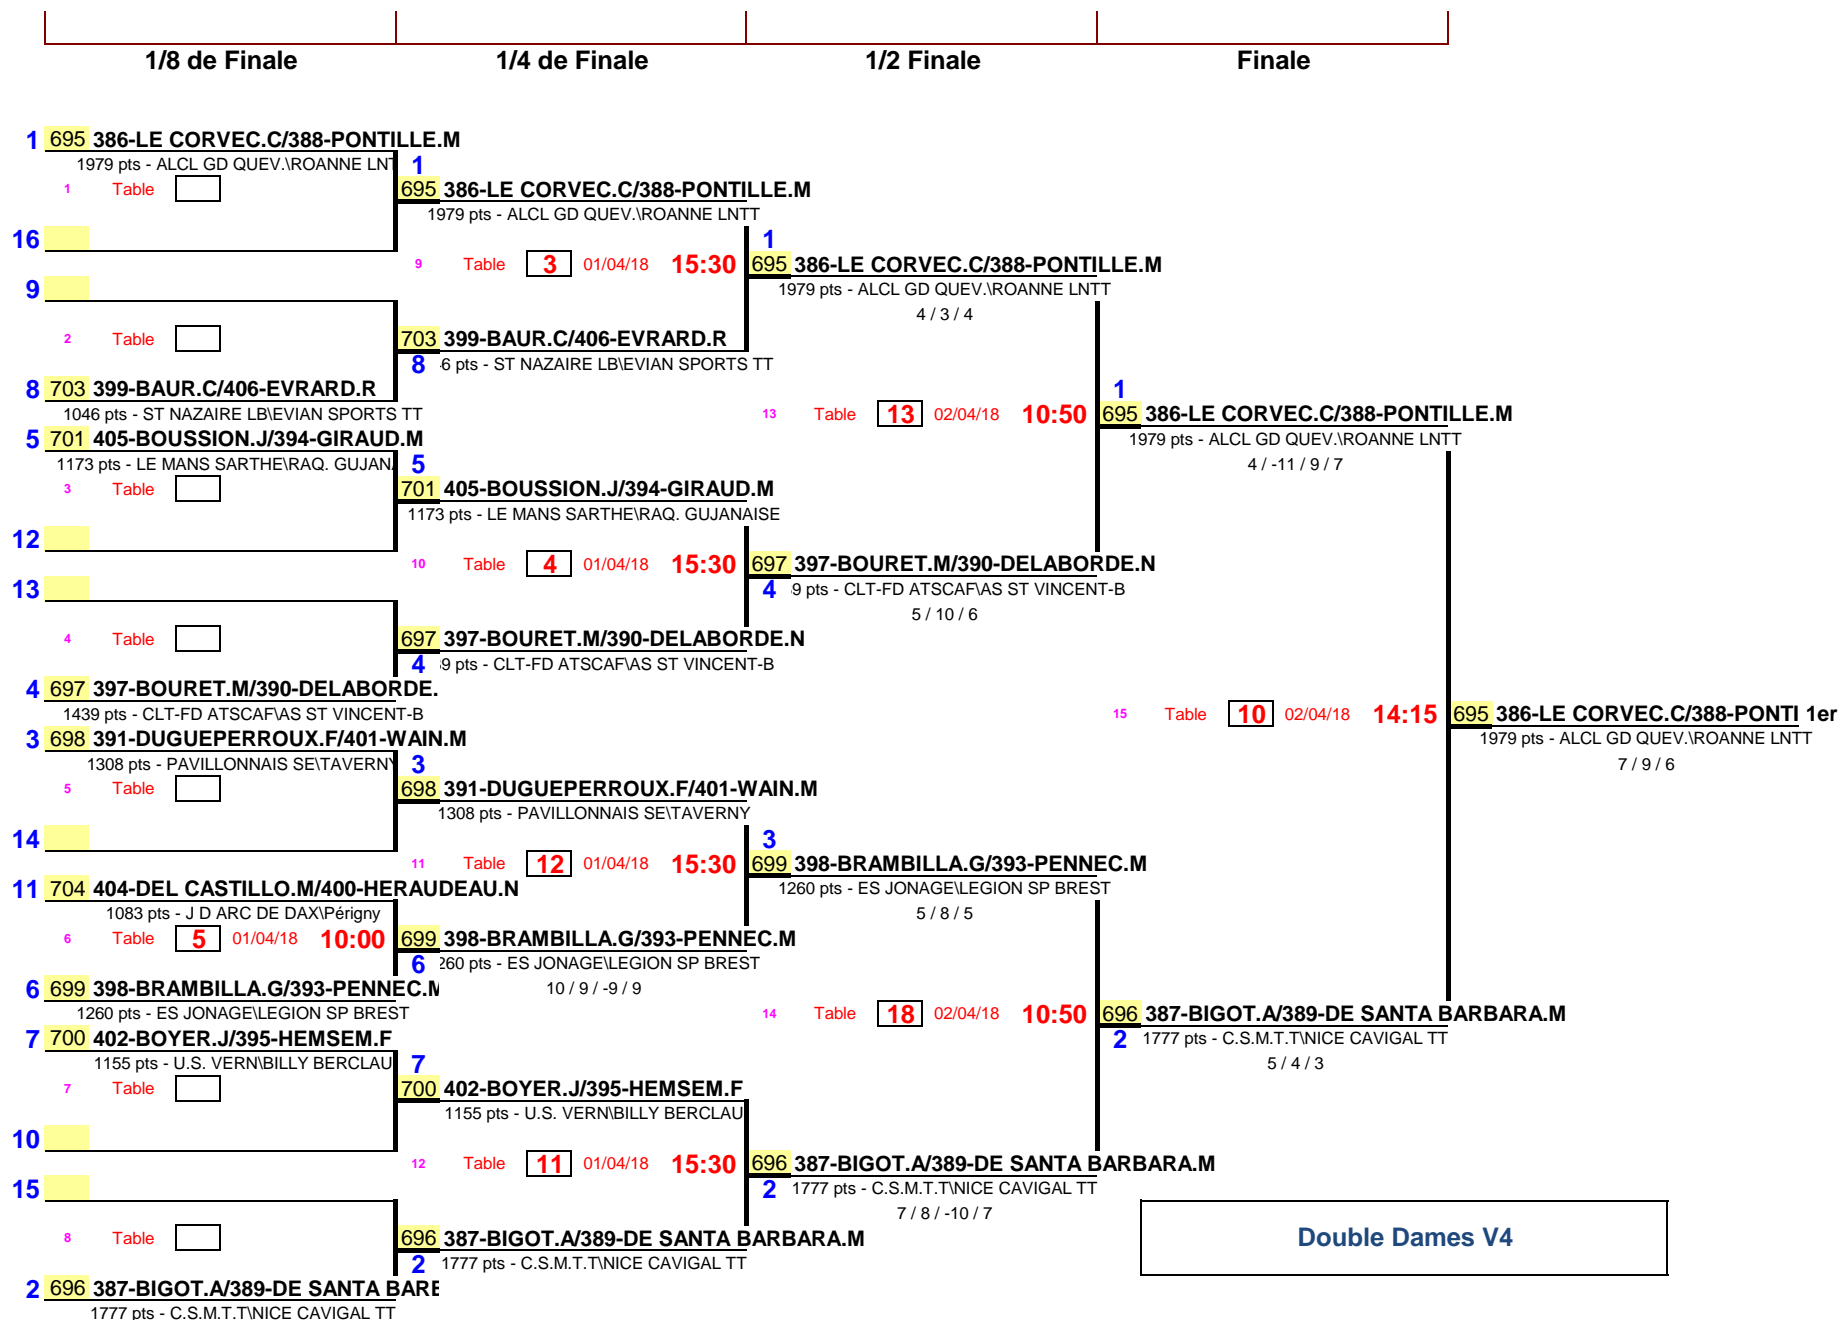 1/8 de Finale 1/4 de Finale 1/2 Finale Finale
1 695 386-LE CORVEC.C/388-PONTILLE.M
1979 pts - ALCL GD QUEV.\ROANNE LNT
1 Table
16
9
2 Table
8 703 399-BAUR.C/406-EVRARD.R
1046 pts - ST NAZAIRE LB\EVIAN SPORTS TT
5 701 405-BOUSSION.J/394-GIRAUD.M
1173 pts - LE MANS SARTHE\RAQ. GUJAN
3 Table
12
13
4 Table
4 697 397-BOURET.M/390-DELABORDE.
1439 pts - CLT-FD ATSCAF\AS ST VINCENT-B
3 698 391-DUGUEPERROUX.F/401-WAIN.M
1308 pts - PAVILLONNAIS SE\TAVERNY
5 Table
14
11 704 404-DEL CASTILLO.M/400-HERAUDEAU.N
1083 pts - J D ARC DE DAX\Périgny
6 Table 5 01/04/18 10:00
6 699 398-BRAMBILLA.G/393-PENNEC.M
1260 pts - ES JONAGE\LEGION SP BREST
7 700 402-BOYER.J/395-HEMSEM.F
1155 pts - U.S. VERN\BILLY BERCLAU
7 Table
10
15
8 Table
2 696 387-BIGOT.A/389-DE SANTA BARB
1777 pts - C.S.M.T.T\NICE CAVIGAL TT
1
695 386-LE CORVEC.C/388-PONTILLE.M
1979 pts - ALCL GD QUEV.\ROANNE LNTT
9 Table 3 01/04/18 15:30
703 399-BAUR.C/406-EVRARD.R
8 6 pts - ST NAZAIRE LB\EVIAN SPORTS TT
5
701 405-BOUSSION.J/394-GIRAUD.M
1173 pts - LE MANS SARTHE\RAQ. GUJANAISE
10 Table 4 01/04/18 15:30
697 397-BOURET.M/390-DELABORDE.N
4 9 pts - CLT-FD ATSCAF\AS ST VINCENT-B
3
698 391-DUGUEPERROUX.F/401-WAIN.M
1308 pts - PAVILLONNAIS SE\TAVERNY
11 Table 12 01/04/18 15:30
699 398-BRAMBILLA.G/393-PENNEC.M
6 260 pts - ES JONAGE\LEGION SP BREST
10 / 9 / -9 / 9
7
700 402-BOYER.J/395-HEMSEM.F
1155 pts - U.S. VERN\BILLY BERCLAU
12 Table 11 01/04/18 15:30
696 387-BIGOT.A/389-DE SANTA BARBARA.M
2 1777 pts - C.S.M.T.T\NICE CAVIGAL TT
1
695 386-LE CORVEC.C/388-PONTILLE.M
1979 pts - ALCL GD QUEV.\ROANNE LNTT
4 / 3 / 4
13 Table 13 02/04/18 10:50
697 397-BOURET.M/390-DELABORDE.N
4 9 pts - CLT-FD ATSCAF\AS ST VINCENT-B
5 / 10 / 6
3
699 398-BRAMBILLA.G/393-PENNEC.M
1260 pts - ES JONAGE\LEGION SP BREST
5 / 8 / 5
14 Table 18 02/04/18 10:50
696 387-BIGOT.A/389-DE SANTA BARBARA.M
2 1777 pts - C.S.M.T.T\NICE CAVIGAL TT
7 / 8 / -10 / 7
1
695 386-LE CORVEC.C/388-PONTILLE.M
1979 pts - ALCL GD QUEV.\ROANNE LNTT
4 / -11 / 9 / 7
15 Table 10 02/04/18 14:15
696 387-BIGOT.A/389-DE SANTA BARBARA.M
2 1777 pts - C.S.M.T.T\NICE CAVIGAL TT
5 / 4 / 3
695 386-LE CORVEC.C/388-PONTI 1er
1979 pts - ALCL GD QUEV.\ROANNE LNTT
7 / 9 / 6
Double Dames V4